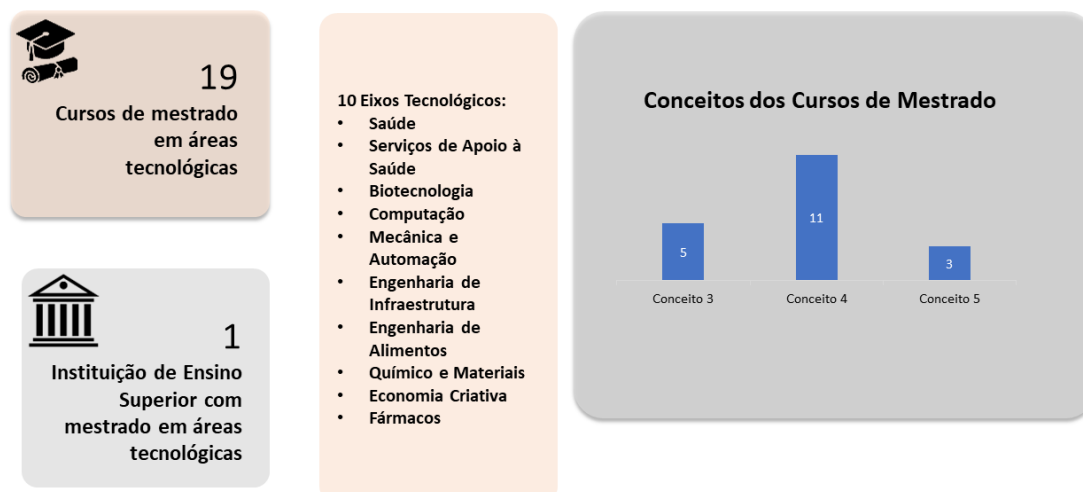 19
Cursos de mestrado
em áreas
tecnológicas
1
Instituição de Ensino
Superior com
mestrado em áreas
tecnológicas
10 Eixos Tecnológicos:
• Saúde
• Serviços de Apoio à
Saúde
• Biotecnologia
• Computação
• Mecânica e
Automação
• Engenharia de
Infraestrutura
• Engenharia de
Alimentos
• Químico e Materiais
• Economia Criativa
• Fármacos
Conceitos dos Cursos de Mestrado
5
11
3
Conceito 3
Conceito 4
Conceito 5